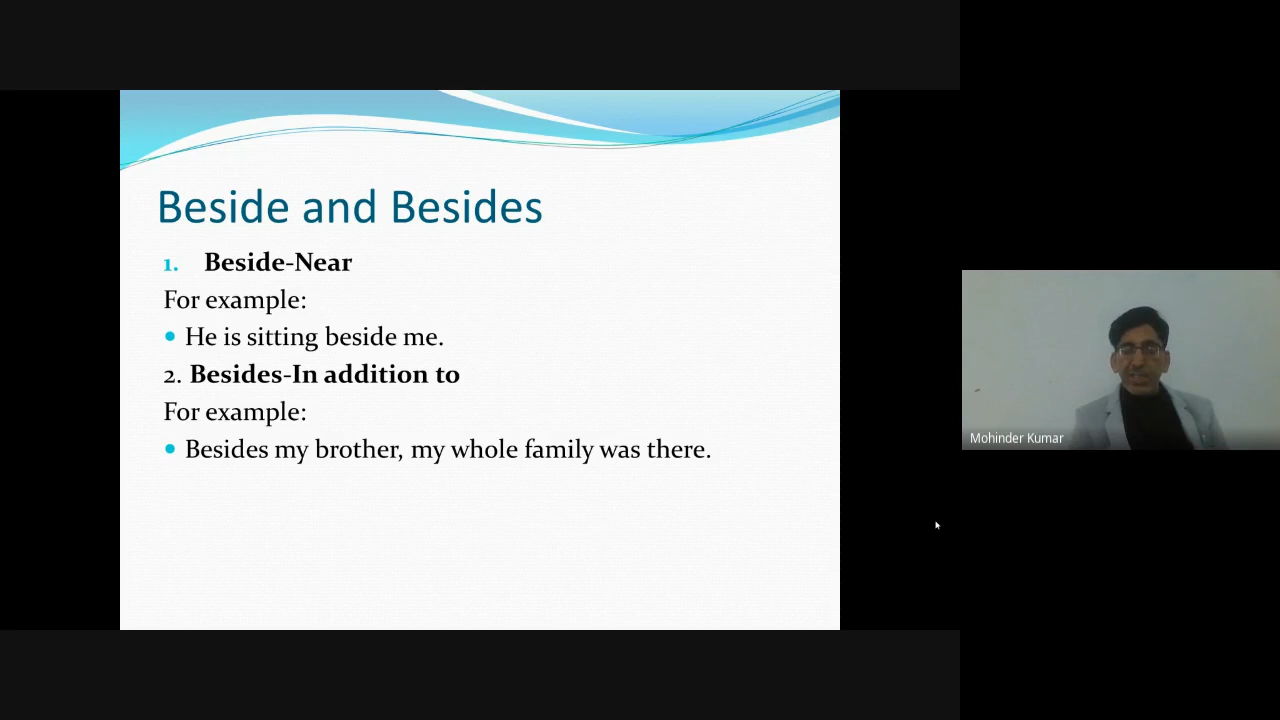 Beside and Besides
1. Beside-Near
For example:
• He is sitting beside me.
2. Besides-In addition to
For example:
• Besides my brother, my whole family was there.
Mohinder Kumar